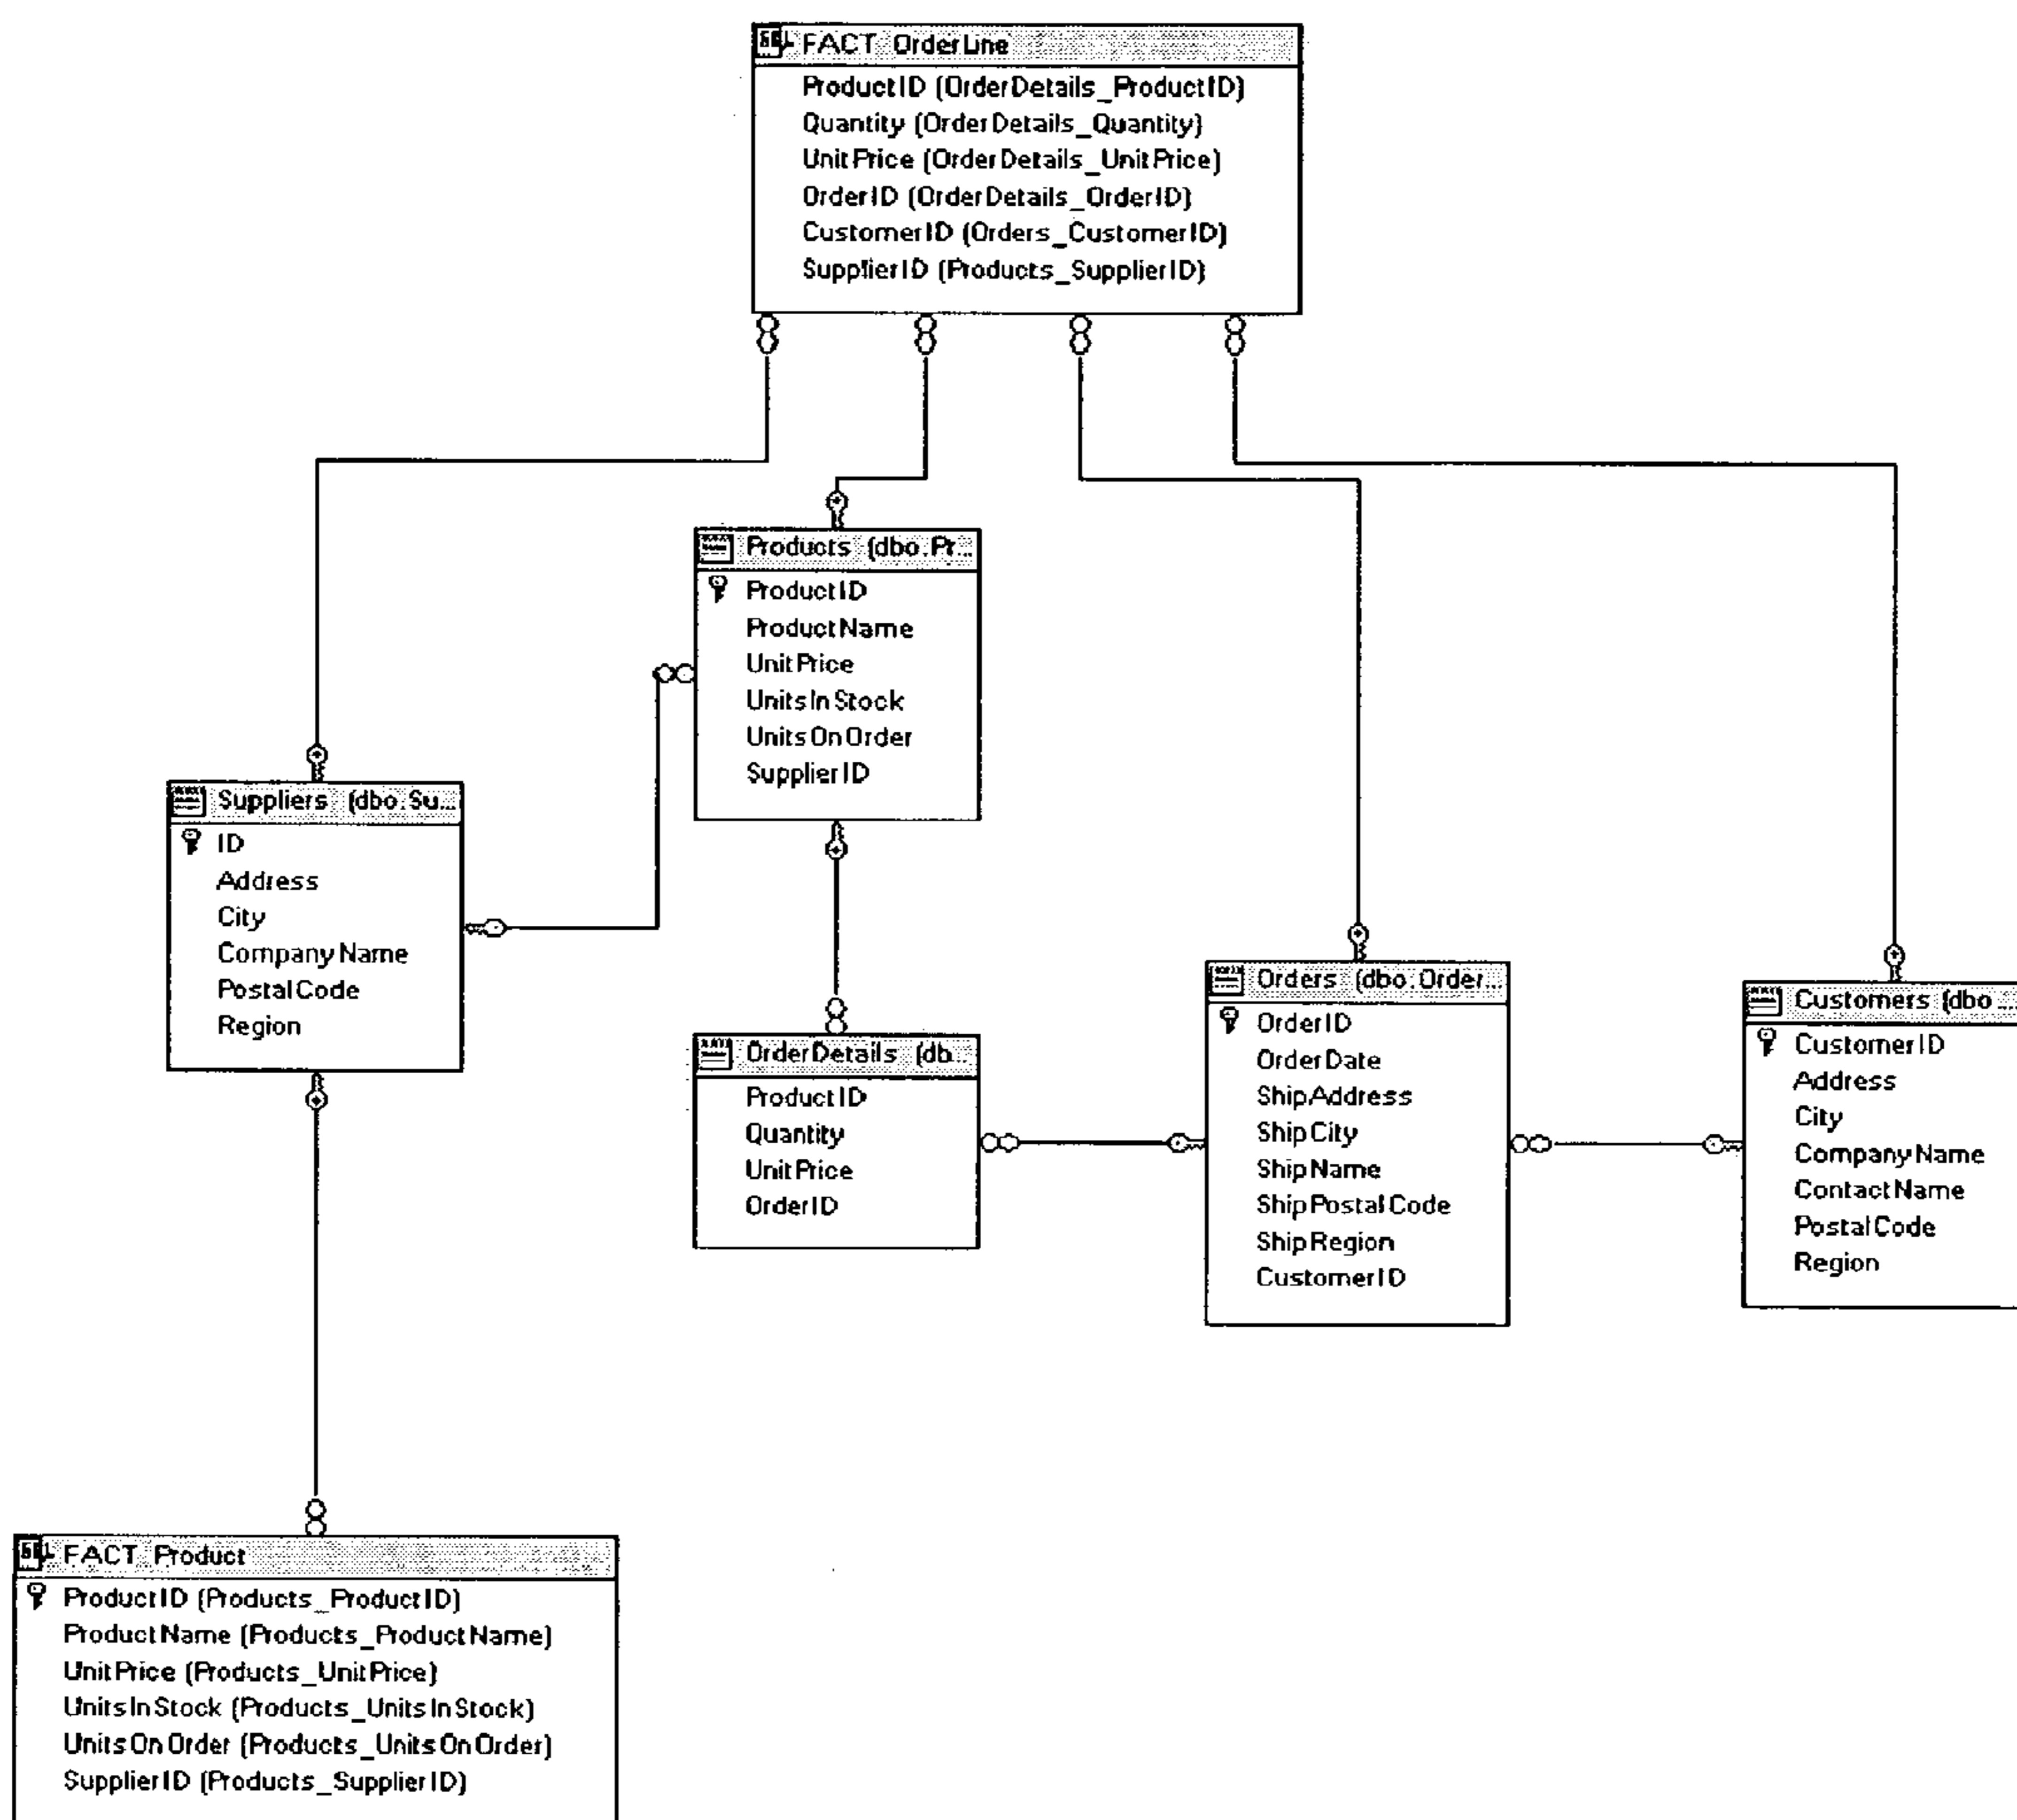 FACT OrderLine
ProductID (OrderDetails_ProductID)
Quantity (OrderDetails_Quantity)
UnitPrice (OrderDetails_UnitPrice)
OrderID (OrderDetails_OrderID)
CustomerID (Orders_CustomerID)
SupplierID (Products_SupplierID)
Products (dbo.Pr...
ProductID
ProductName
UnitPrice
UnitsInStock
UnitsOnOrder
SupplierID
Suppliers (dbo.Su...
ID
Address
City
CompanyName
PostalCode
Region
OrderDetails (db...
ProductID
Quantity
UnitPrice
OrderID
Orders (dbo.Order...
OrderID
OrderDate
ShipAddress
ShipCity
ShipName
ShipPostalCode
ShipRegion
CustomerID
Customers (dbo...
CustomerID
Address
City
CompanyName
ContactName
PostalCode
Region
FACT Product
ProductID (Products_ProductID)
ProductName (Products_ProductName)
UnitPrice (Products_UnitPrice)
UnitsInStock (Products_UnitsInStock)
UnitsOnOrder (Products_UnitsOnOrder)
SupplierID (Products_SupplierID)